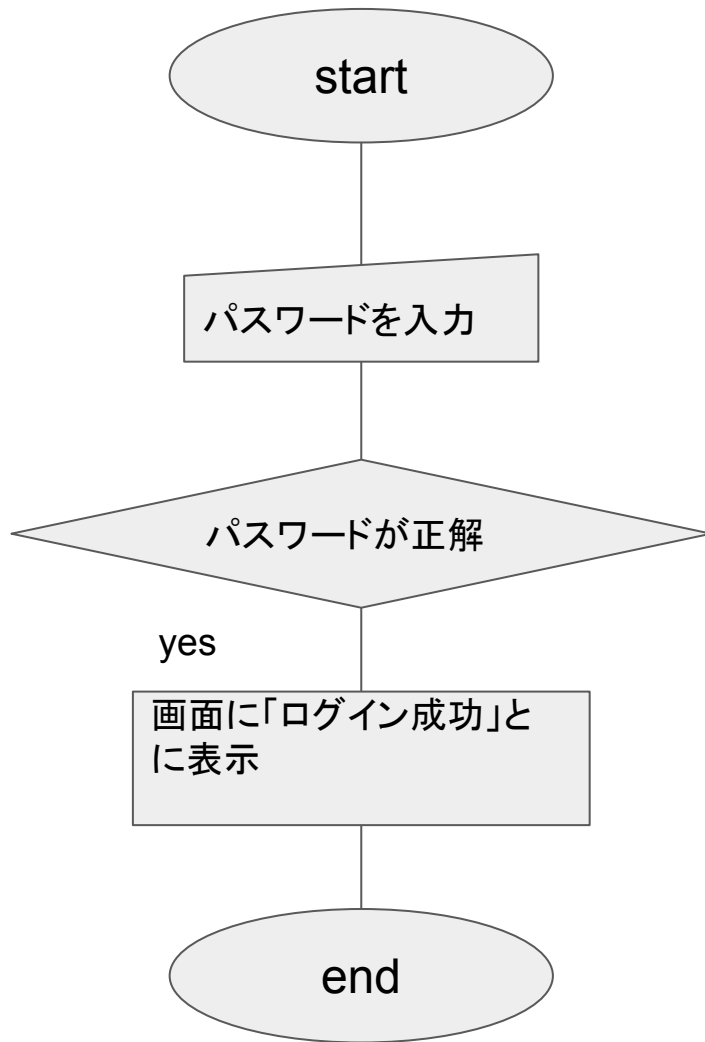 start
パスワードを入力
パスワードが正解
yes
画面に「ログイン成功」と
に表示
end